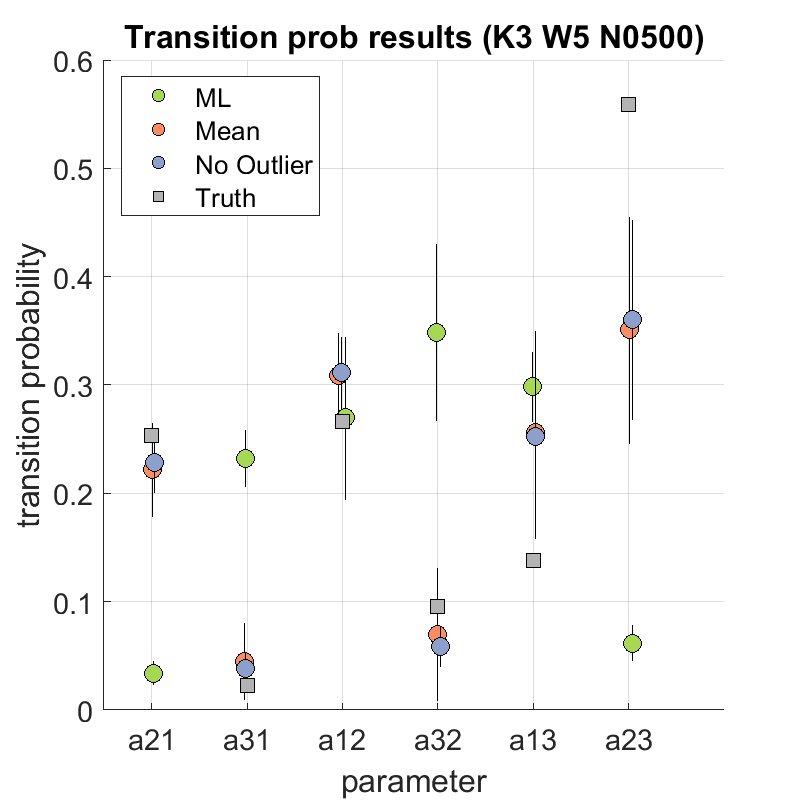 Transition prob results (K3 W5 N0500)
ML
Mean
No Outlier
Truth
0.6
0.5
0.4
0.3
0.2
0.1
0
transition probability
a21 a31 a12 a32 a13 a23
parameter